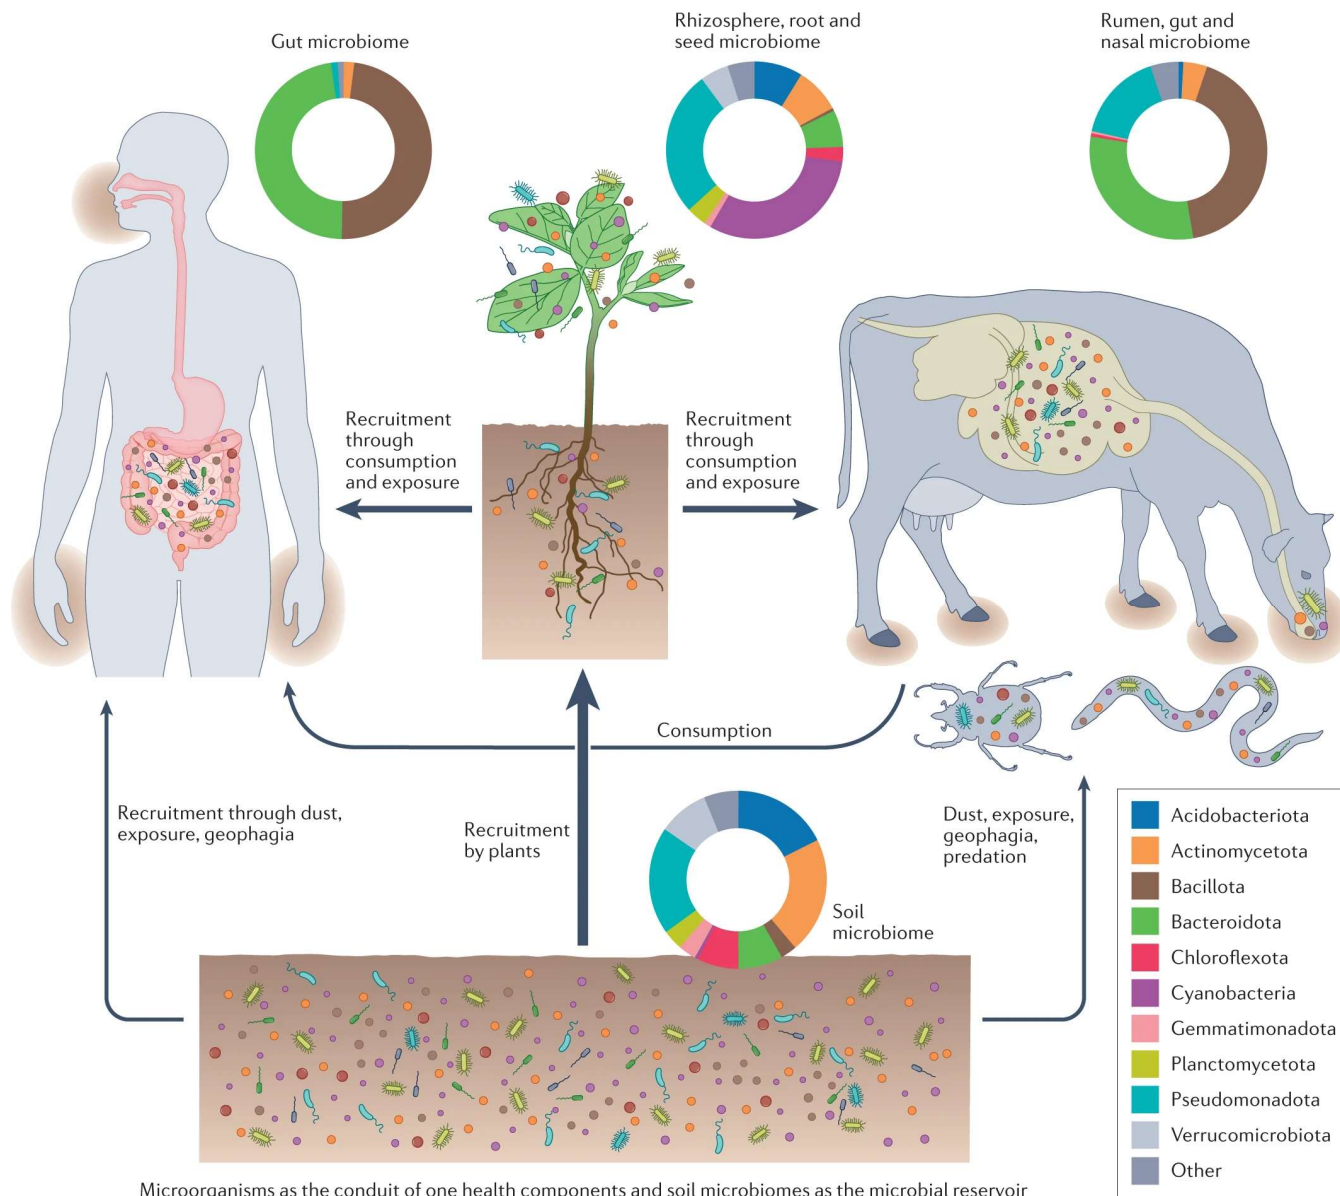 Gut microbiome
Rhizosphere, root and
seed microbiome
Rumen, gut and
nasal microbiome
Recruitment
through
consumption
and exposure
Recruitment
through
consumption
and exposure
Consumption
Recruitment through dust,
exposure, geophagia
Recruitment
by plants
Dust, exposure,
geophagia,
predation
Soil
microbiome
Acidobacteriota
Actinomycetota
Bacillota
Bacteroidota
Chloroflexota
Cyanobacteria
Gemmatimonadota
Planctomycetota
Pseudomonadota
Verrucomicrobiota
Other
Microorganisms as the conduit of one health components and soil microbiomes as the microbial reservoir